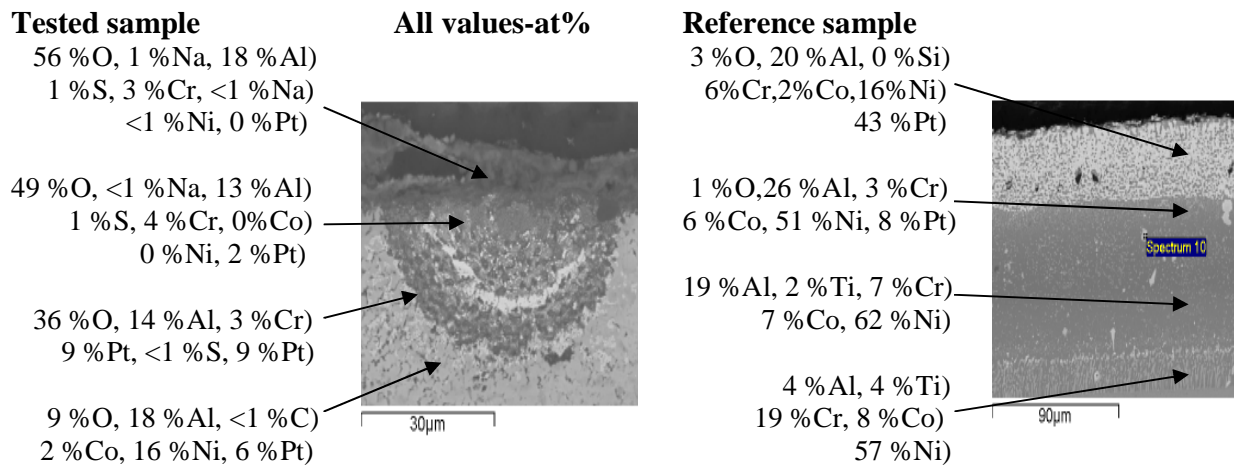 Tested sample
All values-at%
56 %O, 1 %Na, 18 %Al)
1 %S, 3 %Cr, <1 %Na)
<1 %Ni, 0 %Pt)
49 %O, <1 %Na, 13 %Al)
1 %S, 4 %Cr, 0%Co)
0 %Ni, 2 %Pt)
36 %O, 14 %Al, 3 %Cr)
9 %Pt, <1 %S, 9 %Pt)
9 %O, 18 %Al, <1 %C)
2 %Co, 16 %Ni, 6 %Pt)
30µm
Reference sample
3 %O, 20 %Al, 0 %Si)
6%Cr,2%Co,16%Ni)
43 %Pt)
1 %O,26 %Al, 3 %Cr)
6 %Co, 51 %Ni, 8 %Pt)
Spectrum 10
19 %Al, 2 %Ti, 7 %Cr)
7 %Co, 62 %Ni)
4 %Al, 4 %Ti)
19 %Cr, 8 %Co)
57 %Ni)
90µm